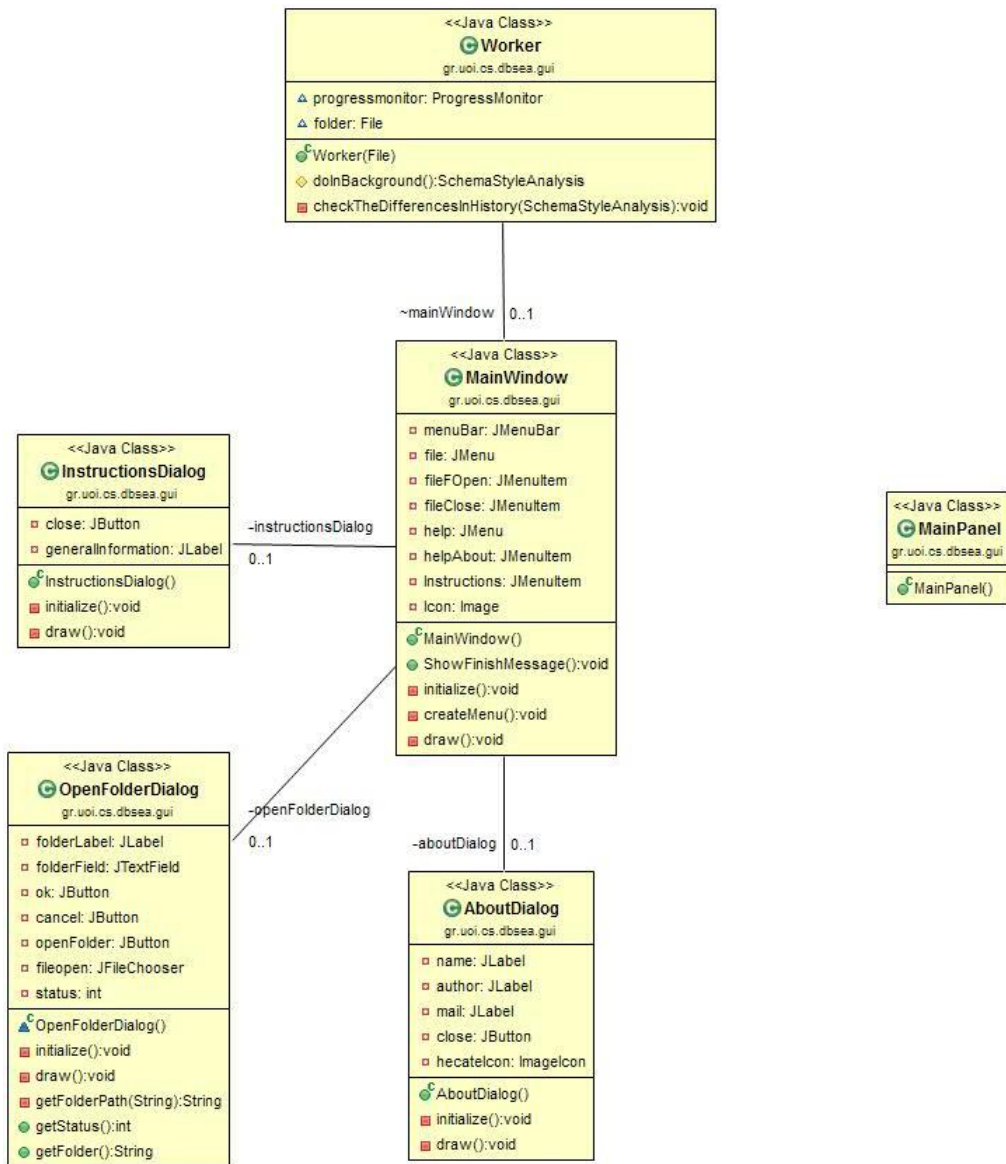 <<Java Class>>
Worker
gr.uoi.cs.dbsea.gui
progressmonitor: ProgressMonitor
folder: File
Worker(File)
doInBackground():SchemaStyleAnalysis
checkTheDifferencesInHistory(SchemaStyleAnalysis):void
~mainWindow 0..1
<<Java Class>>
MainWindow
gr.uoi.cs.dbsea.gui
menuBar: JMenuBar
file: JMenu
fileFOpen: JMenuItem
fileClose: JMenuItem
help: JMenu
helpAbout: JMenuItem
Instructions: JMenuItem
Icon: Image
MainWindow()
ShowFinishMessage():void
initialize():void
createMenu():void
draw():void
<<Java Class>>
InstructionsDialog
gr.uoi.cs.dbsea.gui
close: JButton
generalInformation: JLabel
InstructionsDialog()
initialize():void
draw():void
-instructionsDialog
0..1
<<Java Class>>
MainPanel
gr.uoi.cs.dbsea.gui
MainPanel()
<<Java Class>>
OpenFolderDialog
gr.uoi.cs.dbsea.gui
folderLabel: JLabel
folderField: JTextField
ok: JButton
cancel: JButton
openFolder: JButton
fileopen: JFileChooser
status: int
OpenFolderDialog()
initialize():void
draw():void
getFolderPath(String):String
getStatus():int
getFolder():String
-openFolderDialog
0..1
-aboutDialog 0..1
<<Java Class>>
AboutDialog
gr.uoi.cs.dbsea.gui
name: JLabel
author: JLabel
mail: JLabel
close: JButton
hecateIcon: ImageIcon
AboutDialog()
initialize():void
draw():void